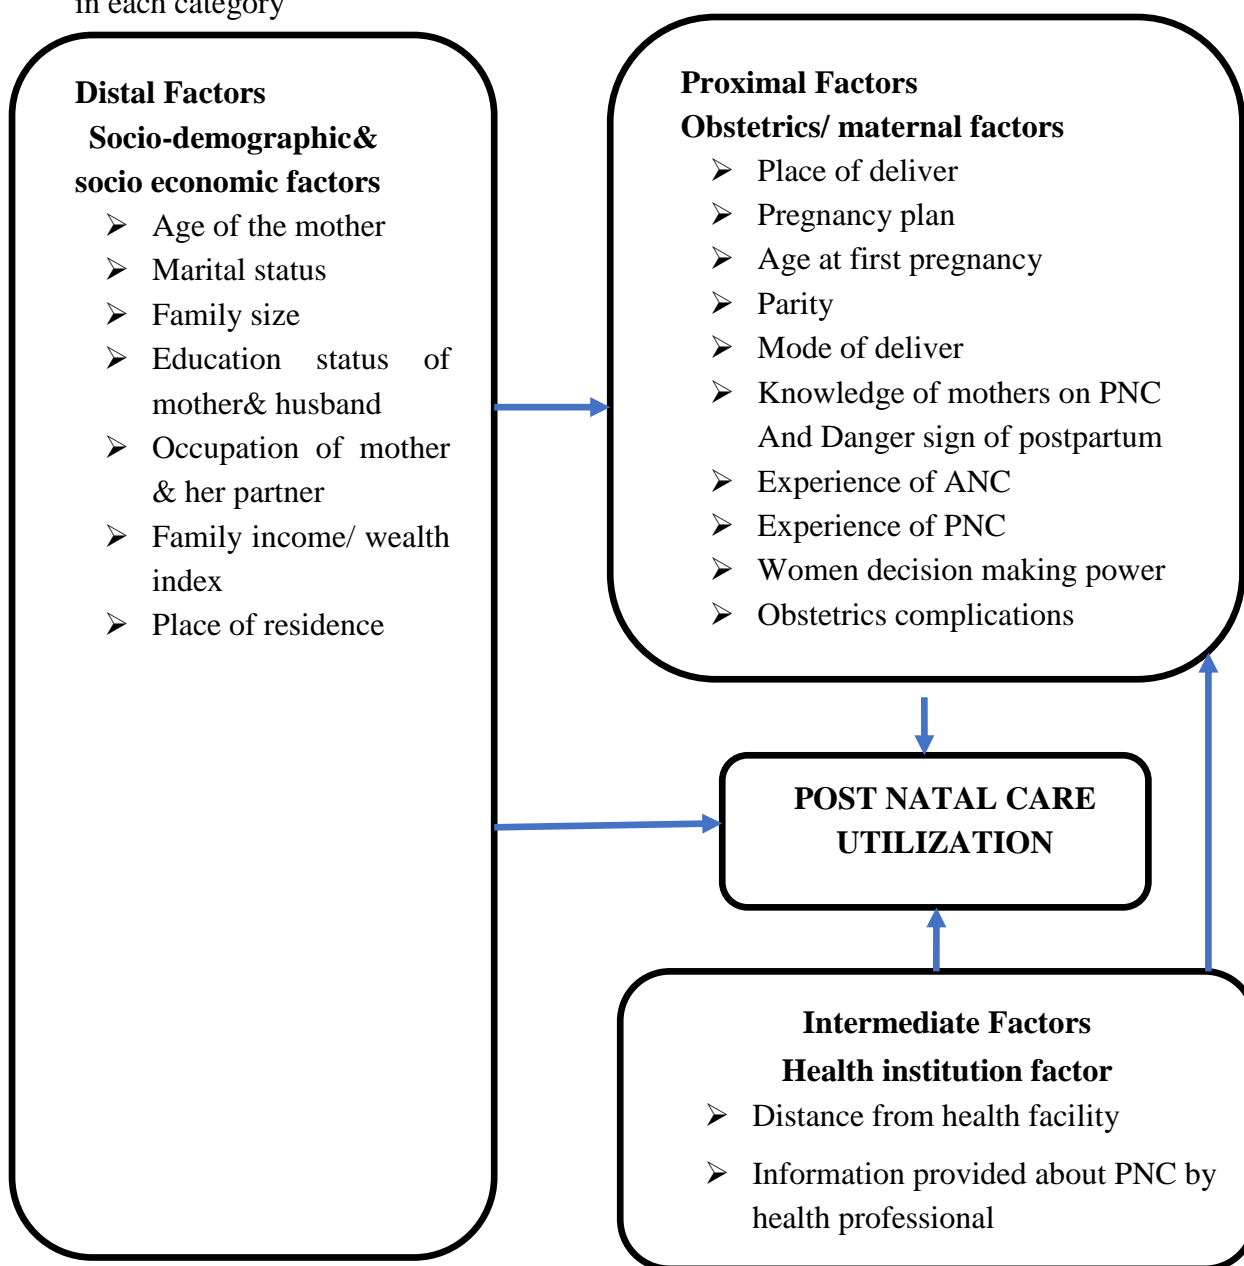 in each category
Distal Factors
Socio-demographic&
socio economic factors
➢ Age of the mother
➢ Marital status
➢ Family size
➢ Education status of
mother& husband
➢ Occupation of mother
& her partner
➢ Family income/ wealth
index
➢ Place of residence
Proximal Factors
Obstetrics/ maternal factors
➢ Place of deliver
➢ Pregnancy plan
➢ Age at first pregnancy
➢ Parity
➢ Mode of deliver
➢ Knowledge of mothers on PNC
And Danger sign of postpartum
➢ Experience of ANC
➢ Experience of PNC
➢ Women decision making power
➢ Obstetrics complications
POST NATAL CARE
UTILIZATION
Intermediate Factors
Health institution factor
➢ Distance from health facility
➢ Information provided about PNC by
health professional